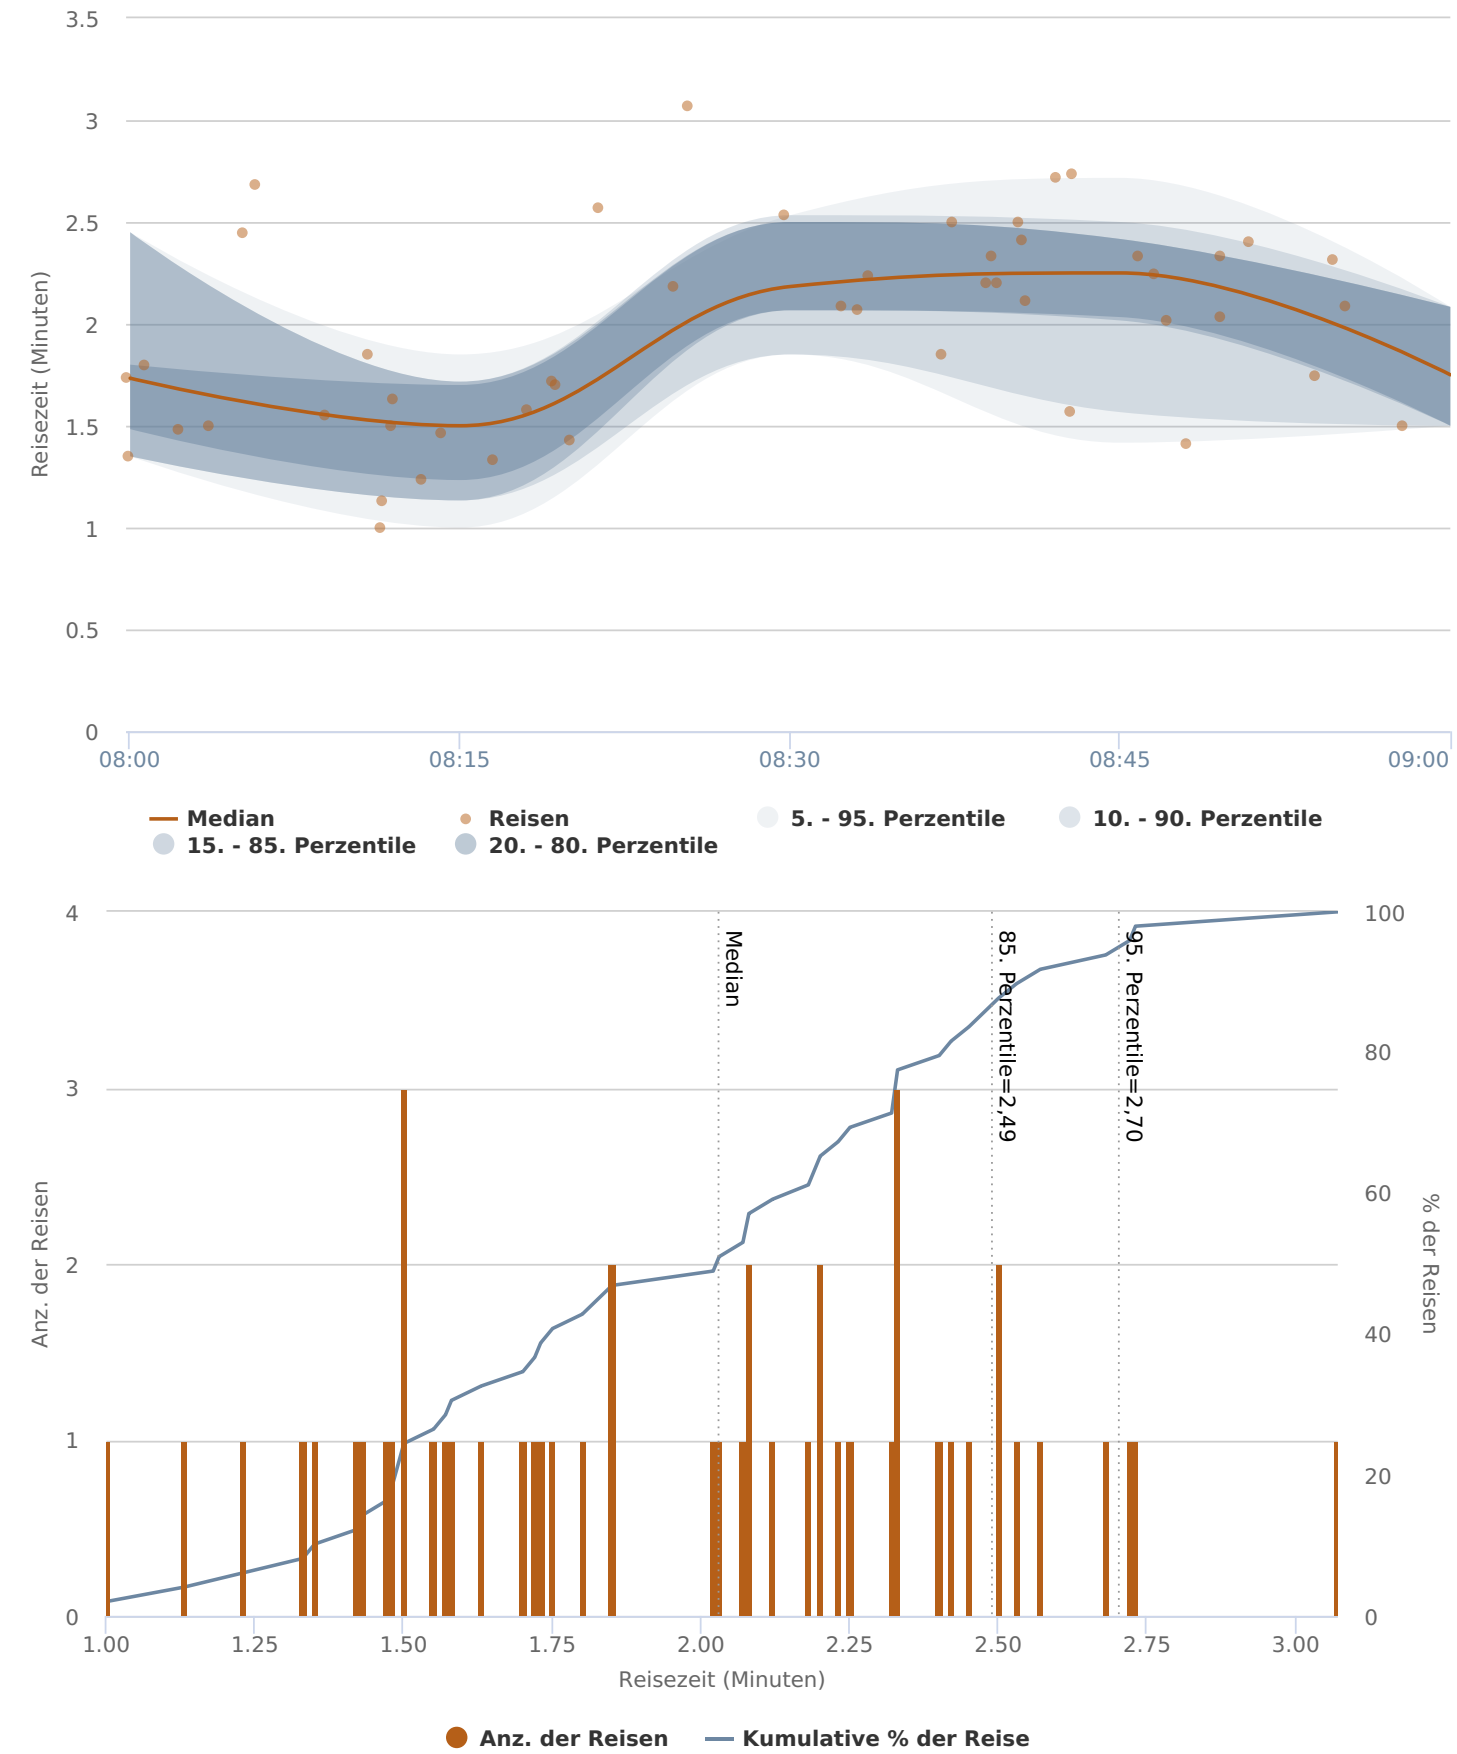 3.5
3
2.5
2
1.5
1
0.5
0
Reisezeit (Minuten)
08:00 08:15 08:30 08:45 09:00
Median Reisen 5. - 95. Perzentile 10. - 90. Perzentile
15. - 85. Perzentile 20. - 80. Perzentile
4
3
2
1
0
Anz. der Reisen
Median
85. Perzentile=2,49
95. Perzentile=2,70
100
80
60
40
20
0
% der Reisen
1.00 1.25 1.50 1.75 2.00 2.25 2.50 2.75 3.00
Reisezeit (Minuten)
Anz. der Reisen Kumulative % der Reise